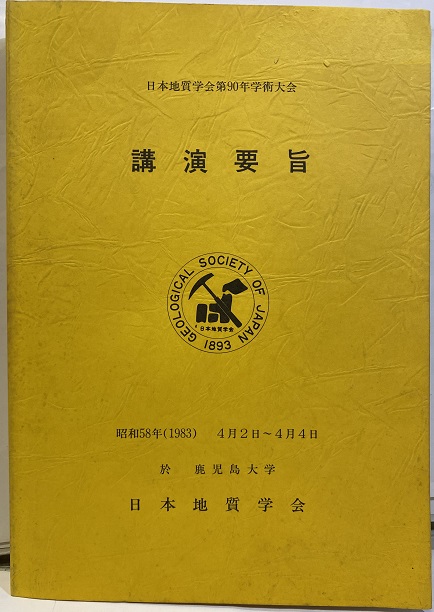 日本地質学会第90年学術大会
講演要旨
GEOLOGICAL SOCIETY OF JAPAN
日本地質学会
1893
昭和58年(1983) 4月2日~4月4日
於 鹿児島大学
日本地質学会